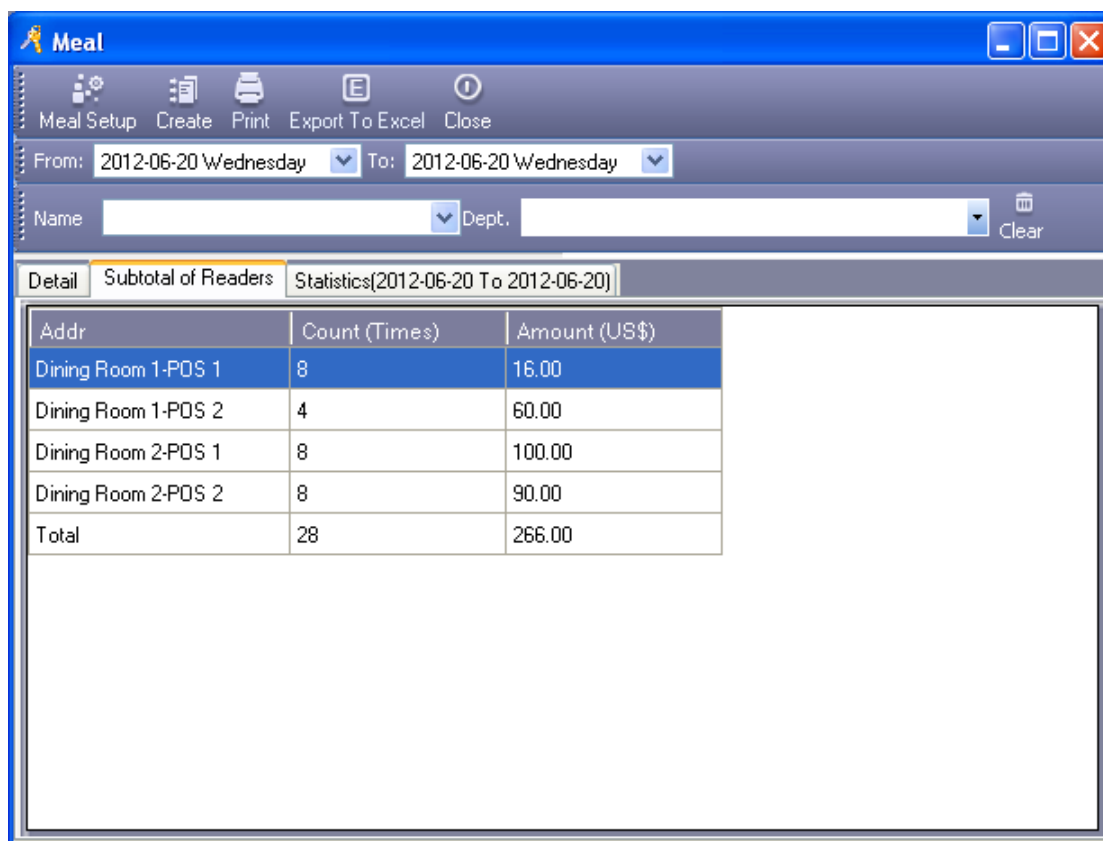 Meal
Meal Setup Create Print Export To Excel Close
From: 2012-06-20 Wednesday To: 2012-06-20 Wednesday
Name Dept. Clear
Detail Subtotal of Readers Statistics(2012-06-20 To 2012-06-20)
Addr Count (Times) Amount (US$)
Dining Room 1-POS 1 8 16.00
Dining Room 1-POS 2 4 60.00
Dining Room 2-POS 1 8 100.00
Dining Room 2-POS 2 8 90.00
Total 28 266.00